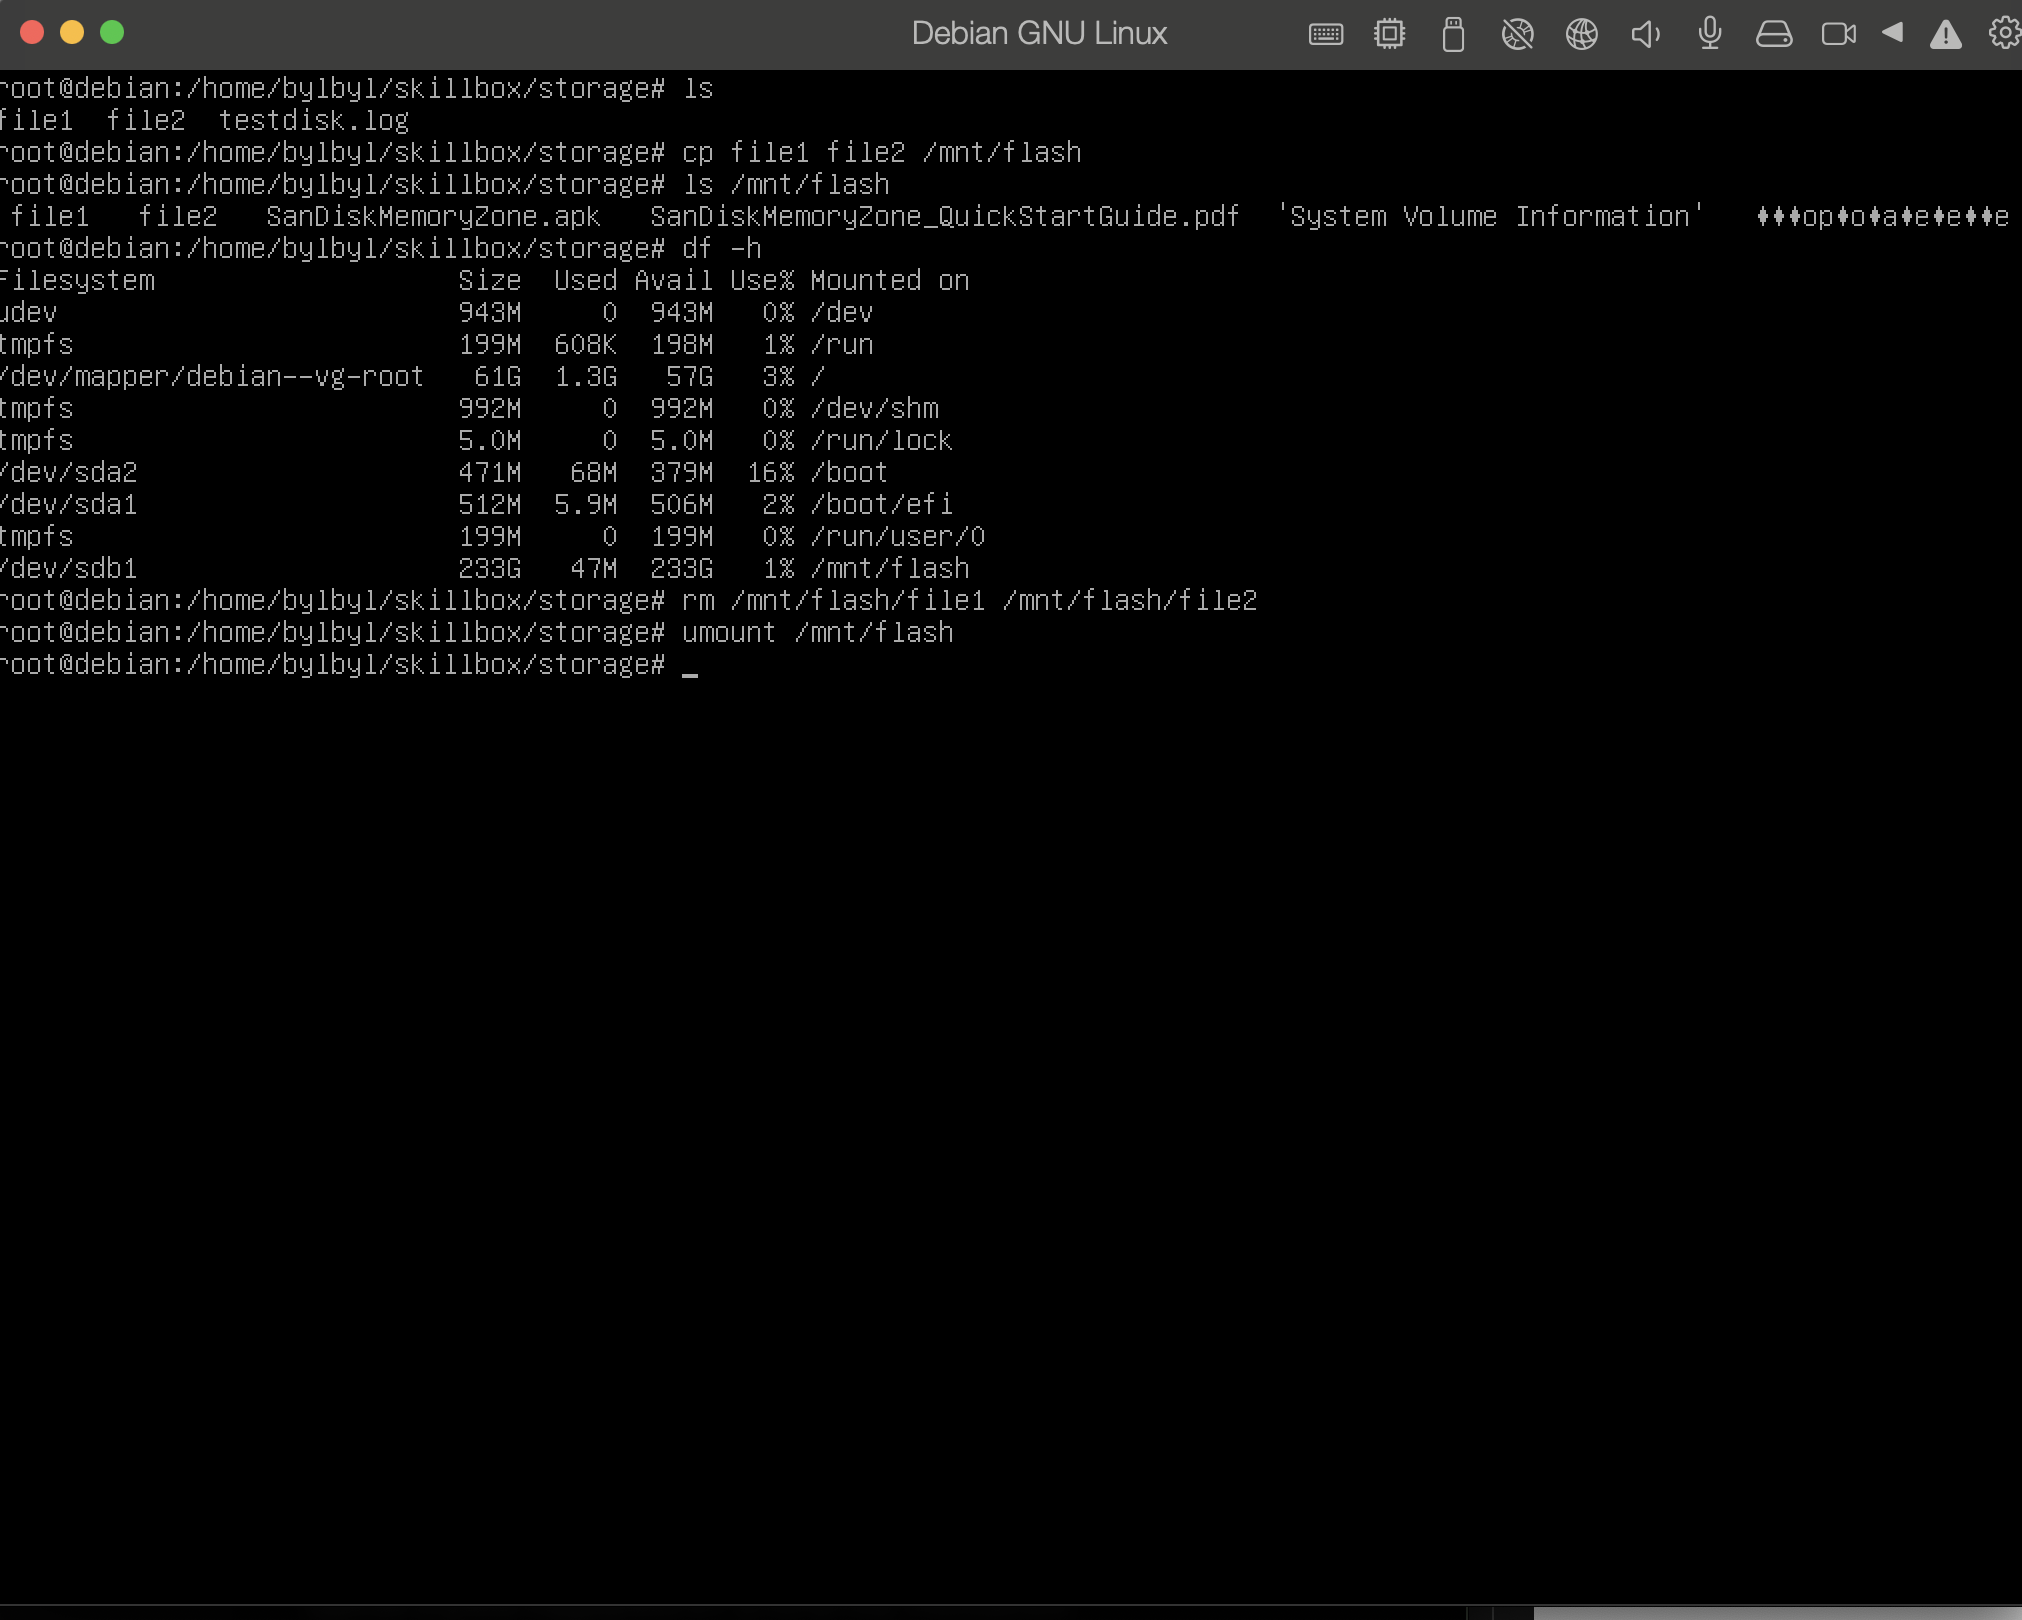 Debian GNU Linux
root@debian:/home/bylbyl/skillbox/storage# ls
file1  file2  testdisk.log
root@debian:/home/bylbyl/skillbox/storage# cp file1 file2 /mnt/flash
root@debian:/home/bylbyl/skillbox/storage# ls /mnt/flash
file1   file2   SanDiskMemoryZone.apk   SanDiskMemoryZone_QuickStartGuide.pdf  'System Volume Information'   ♦♦♦op♦o♦a♦e♦e♦♦e
root@debian:/home/bylbyl/skillbox/storage# df -h
Filesystem                   Size  Used Avail Use% Mounted on
udev                         943M     0  943M   0% /dev
tmpfs                        199M  608K  198M   1% /run
/dev/mapper/debian--vg-root   61G  1.3G   57G   3% /
tmpfs                        992M     0  992M   0% /dev/shm
tmpfs                        5.0M     0  5.0M   0% /run/lock
/dev/sda2                    471M   68M  379M  16% /boot
/dev/sda1                    512M  5.9M  506M   2% /boot/efi
tmpfs                        199M     0  199M   0% /run/user/0
/dev/sdb1                    233G   47M  233G   1% /mnt/flash
root@debian:/home/bylbyl/skillbox/storage# rm /mnt/flash/file1 /mnt/flash/file2
root@debian:/home/bylbyl/skillbox/storage# umount /mnt/flash
root@debian:/home/bylbyl/skillbox/storage# _